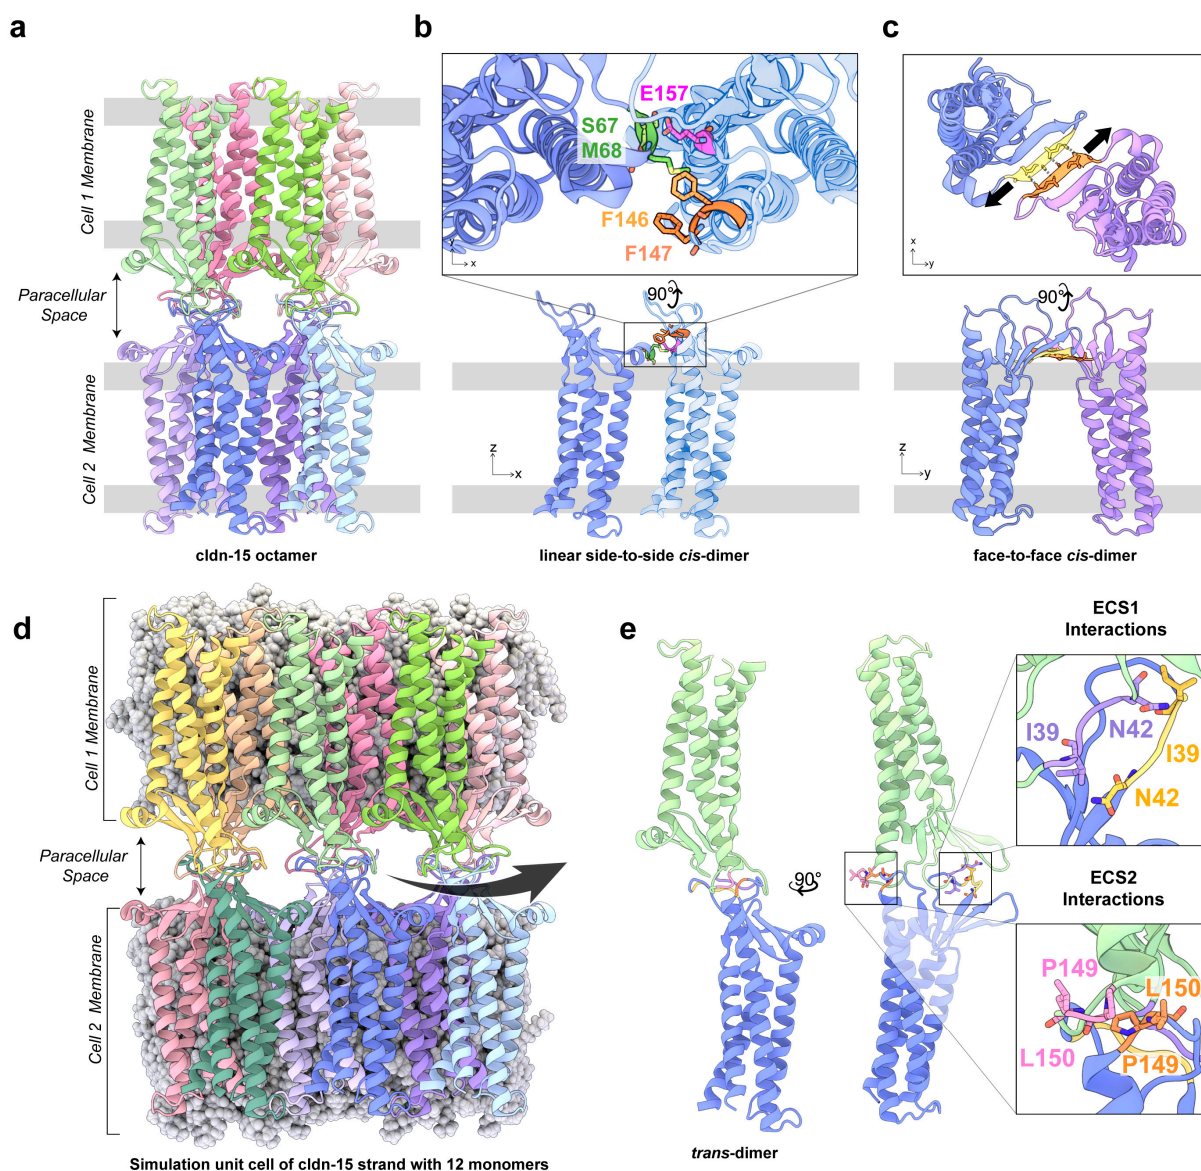 a
Cell 1 Membrane
Paracellular
Space
Cell 2 Membrane
cldn-15 octamer
b
E157
S67
M68
F146
F147
y
x
90°
z
x
linear side-to-side cis-dimer
c
x
y
90°
z
y
face-to-face cis-dimer
d
Cell 1 Membrane
Paracellular
Space
Cell 2 Membrane
Simulation unit cell of cldn-15 strand with 12 monomers
e
90°
trans-dimer
ECS1
Interactions
I39
N42
I39
N42
ECS2
Interactions
P149
L150
L150
P149